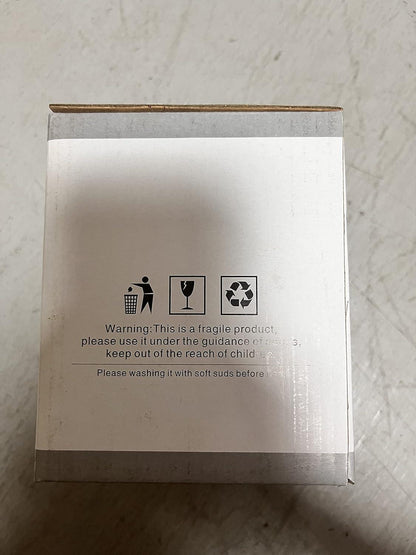 Warning:This is a fragile product,
please use it under the guidance of
keep out of the reach of
Please washing it with soft suds before